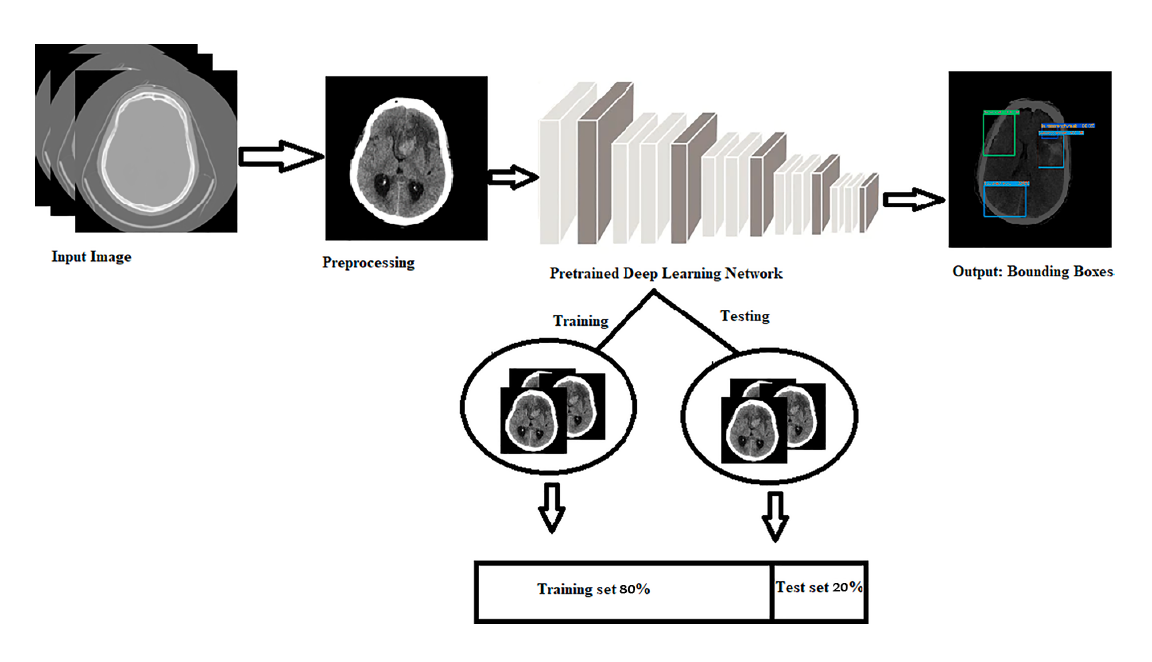 Input Image
Preprocessing
Pretrained Deep Learning Network
Output: Bounding Boxes
Training
Testing
Training set 80%
Test set 20%